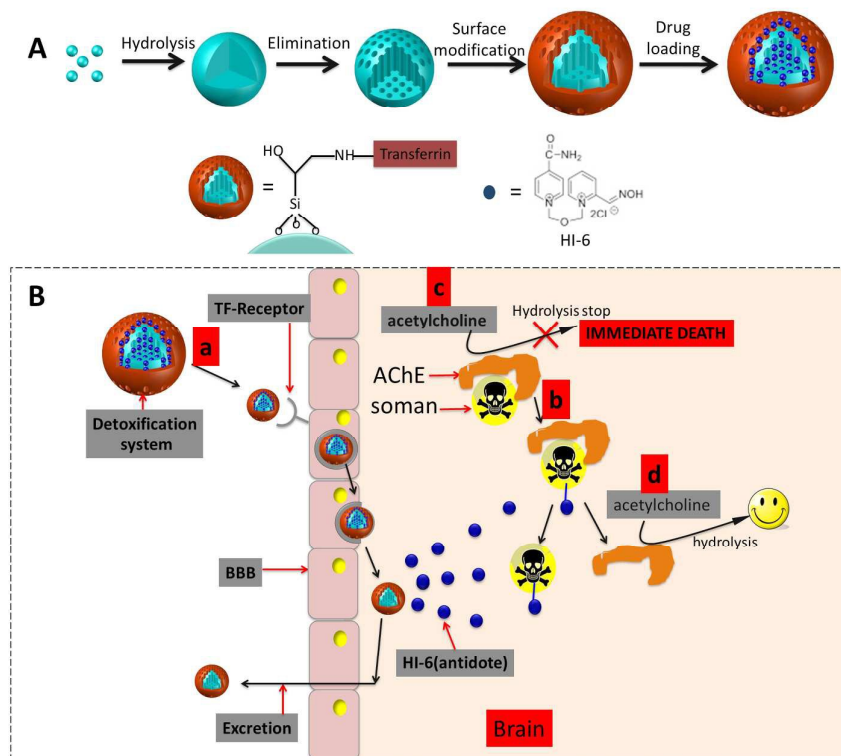 A
Hydrolysis
Elimination
Surface
modification
Drug
loading
HO
NH
Transferrin
Si
O
O
O
=
=
O
NH₂
N
N
O
NOH
2Cl⊖
HI-6
B
TF-Receptor
a
Detoxification
system
c
acetylcholine
Hydrolysis stop
IMMEDIATE DEATH
AChE
soman
b
d
acetylcholine
hydrolysis
BBB
HI-6(antidote)
Excretion
Brain